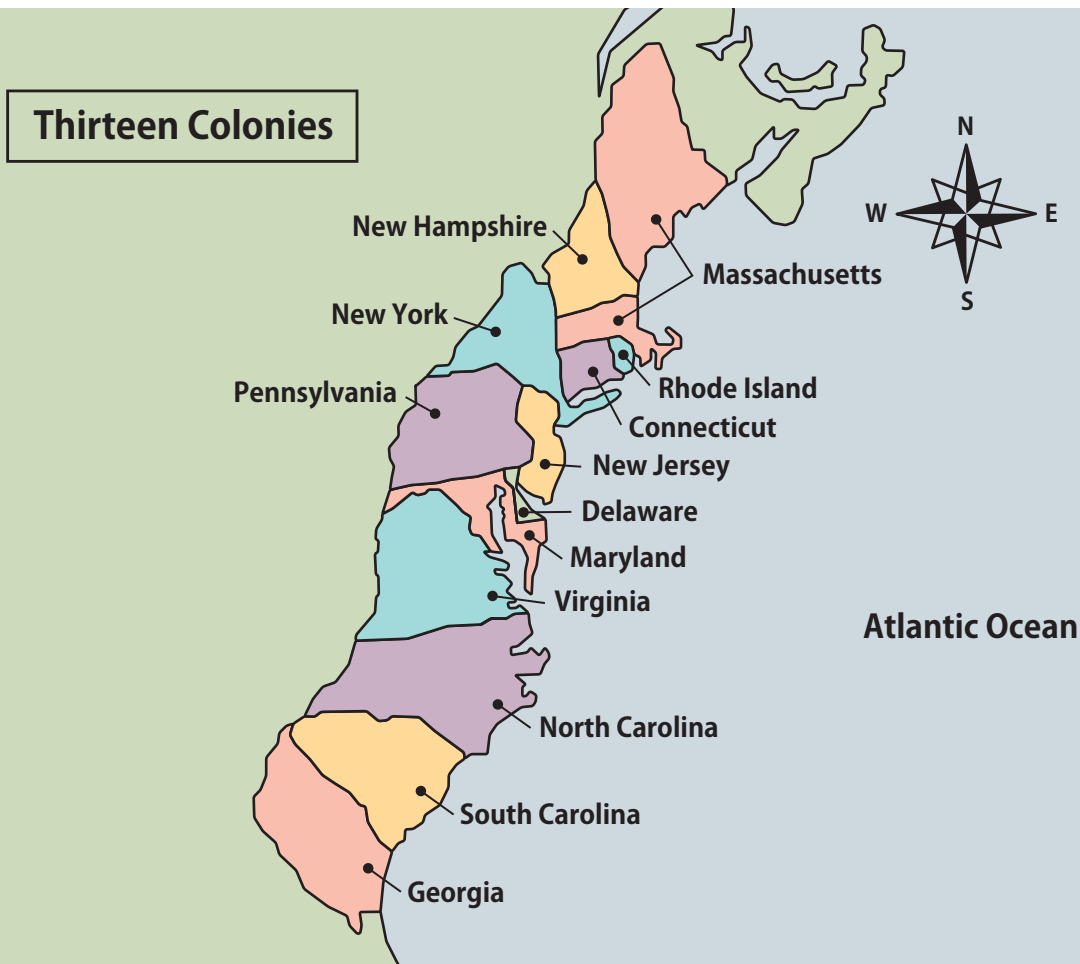 Thirteen Colonies
N
W
E
S
New Hampshire
Massachusetts
New York
Rhode Island
Pennsylvania
Connecticut
New Jersey
Delaware
Maryland
Virginia
Atlantic Ocean
North Carolina
South Carolina
Georgia